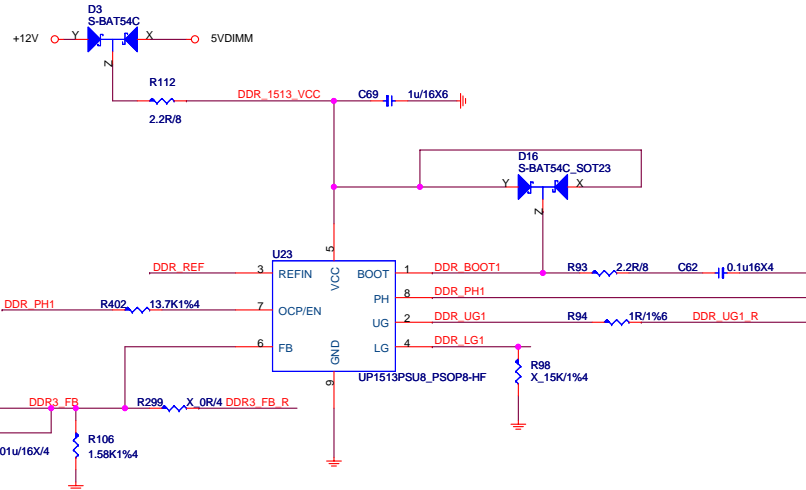 D3
S-BAT54C
+12V
Y
X
5VDIMM
Z
R112
2.2R/8
DDR_1513_VCC
C69
1u/16X6
D16
S-BAT54C_SOT23
Y
X
Z
U23
5
VCC
DDR_REF
3
REFIN
BOOT
1
DDR_BOOT1
R93
2.2R/8
C62
0.1u16X4
PH
8
DDR_PH1
DDR_PH1
R402
13.7K1%4
7
OCP/EN
UG
2
DDR_UG1
R94
1R/1%6
DDR_UG1_R
6
FB
GND
LG
4
DDR_LG1
9
UP1513PSU8_PSOP8-HF
R98
X_15K/1%4
DDR3_FB
R299
X_0R/4
DDR3_FB_R
R106
1.58K1%4
01u/16X/4